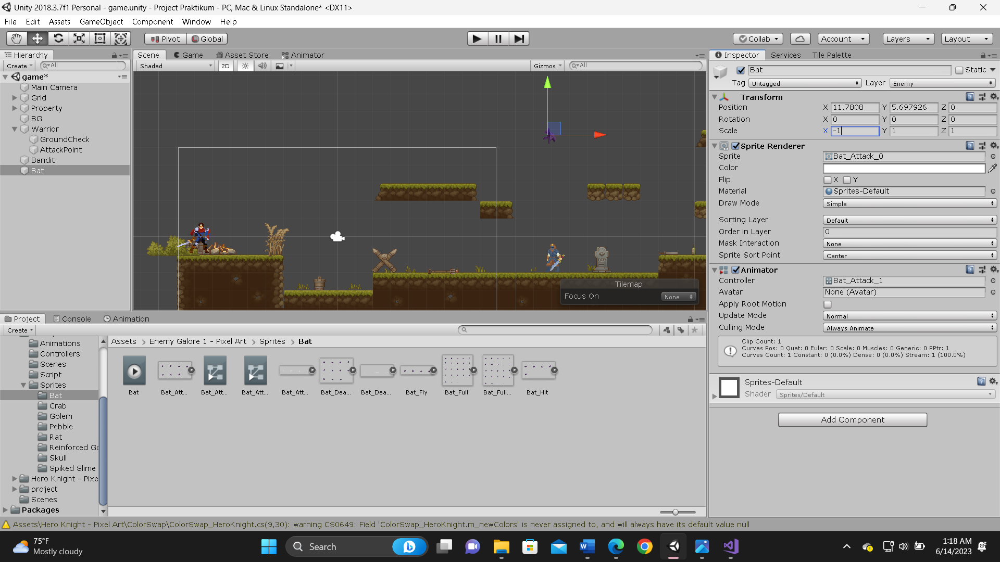 Unity 2018.3.7f1 Personal - game.unity - Project Praktikum - PC, Mac & Linux Standalone* <DX11>
File Edit Assets GameObject Component Window Help
Pivot Global Collab Account Layers Layout
Hierarchy
Create All
game*
Main Camera
Grid
Property
BG
Warrior
GroundCheck
AttackPoint
Bandit
Bat
Scene Game Asset Store Animator
Shaded 2D Gizmos All
RIP
Tilemap
Focus On None
Inspector Services Tile Palette
Bat Static
Tag Untagged Layer Enemy
Transform
Position X 11.7808 Y 5.697926 Z 0
Rotation X 0 Y 0 Z 0
Scale X -1 Y 1 Z 1
Sprite Renderer
Sprite Bat_Attack_0
Color
Flip X Y
Material Sprites-Default
Draw Mode Simple
Sorting Layer Default
Order in Layer 0
Mask Interaction None
Sprite Sort Point Center
Animator
Controller Bat_Attack_1
Avatar None (Avatar)
Apply Root Motion
Update Mode Normal
Culling Mode Always Animate
Clip Count: 1
Curves Pos: 0 Quat: 0 Euler: 0 Scale: 0 Muscles: 0 Generic: 0 PPtr: 1
Curves Count: 1 Constant: 0 (0.0%) Dense: 0 (0.0%) Stream: 1 (100.0%)
Sprites-Default
Shader Sprites/Default
Add Component
Project Console Animation
Create
Animations
Controllers
Scenes
Script
Sprites
Bat
Crab
Golem
Pebble
Rat
Reinforced Go
Skull
Spiked Slime
Hero Knight - Pixe
project
Scenes
Packages
Assets > Enemy Galore 1 - Pixel Art > Sprites > Bat
Bat Bat_Att... Bat_Att... Bat_Att... Bat_Att... Bat_Dea... Bat_Dea... Bat_Fly Bat_Full Bat_Full... Bat_Hit
Assets\Hero Knight - Pixel Art\ColorSwap\ColorSwap_HeroKnight.cs(9,30): warning CS0649: Field 'ColorSwap_HeroKnight.m_newColors' is never assigned to, and will always have its default value null
75°F
Mostly cloudy
Search
1:18 AM
6/14/2023